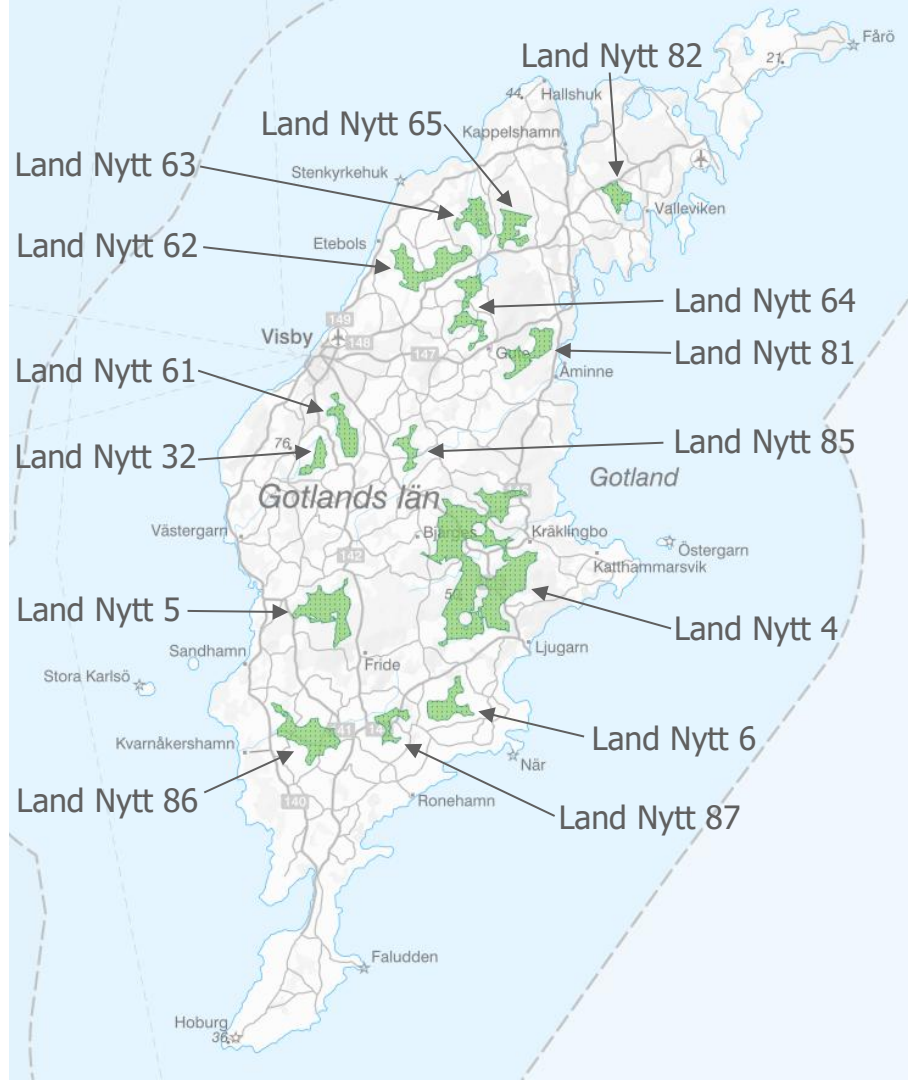 Fårö
Land Nytt 82
21
44
Hallshuk
Land Nytt 65
Kappelshamn
Land Nytt 63
Stenkyrkehuk
Valleviken
Etebols
Land Nytt 62
Land Nytt 64
149
Visby
148
147
Land Nytt 81
Åminne
Land Nytt 61
76
Land Nytt 85
Land Nytt 32
Gotland
Gotlands län
Västergarn
Kräklingbo
Östergarn
142
Katthammarsvik
Land Nytt 5
Land Nytt 4
Ljugarn
Sandhamn
Fride
Stora Karlsö
Land Nytt 6
Kvarnåkershamn
När
Land Nytt 86
140
Ronehamn
Land Nytt 87
Faludden
Hoburg
36